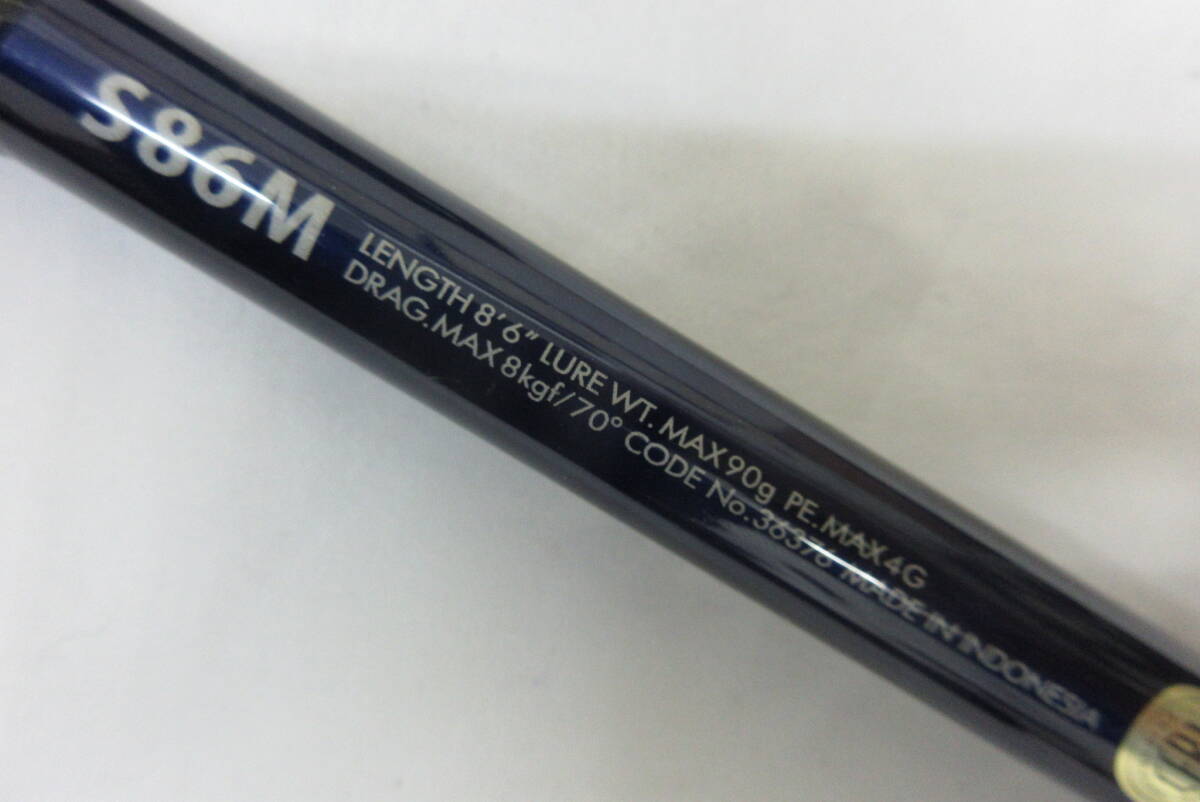 S86M
LENGTH 8'6" LURE WT. MAX 90g PE. MAX 4G
DRAG. MAX 8kgf/70° CODE No. 36376 MADE IN INDONESIA